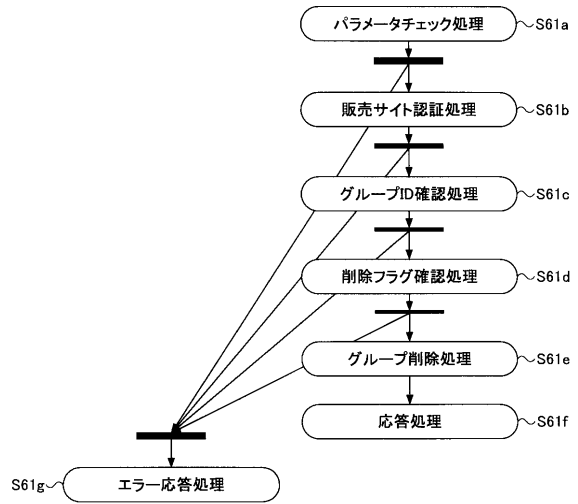 パラメータチェック処理 S61a
販売サイト認証処理 S61b
グループID確認処理 S61c
削除フラグ確認処理 S61d
グループ削除処理 S61e
応答処理 S61f
S61g エラー応答処理